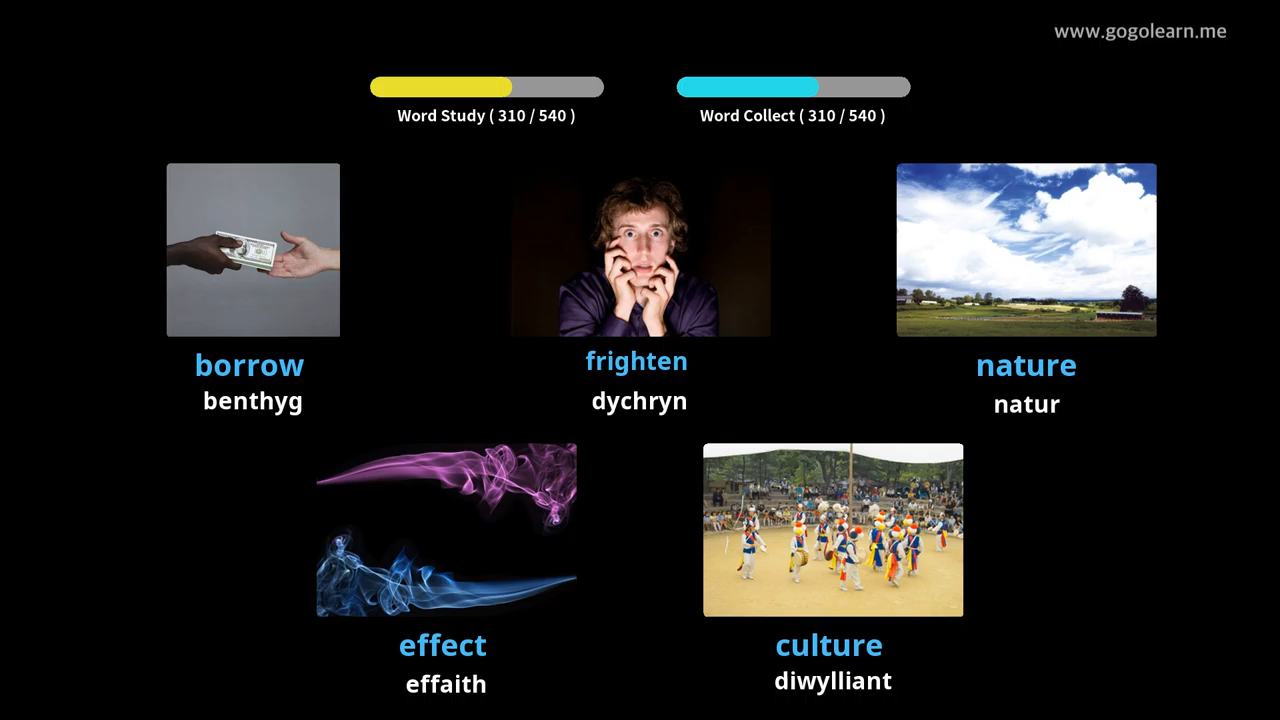 www.gogolearn.me
Word Study ( 310 / 540 )
Word Collect ( 310 / 540 )
borrow
benthyg
frighten
dychryn
nature
natur
effect
effaith
culture
diwylliant